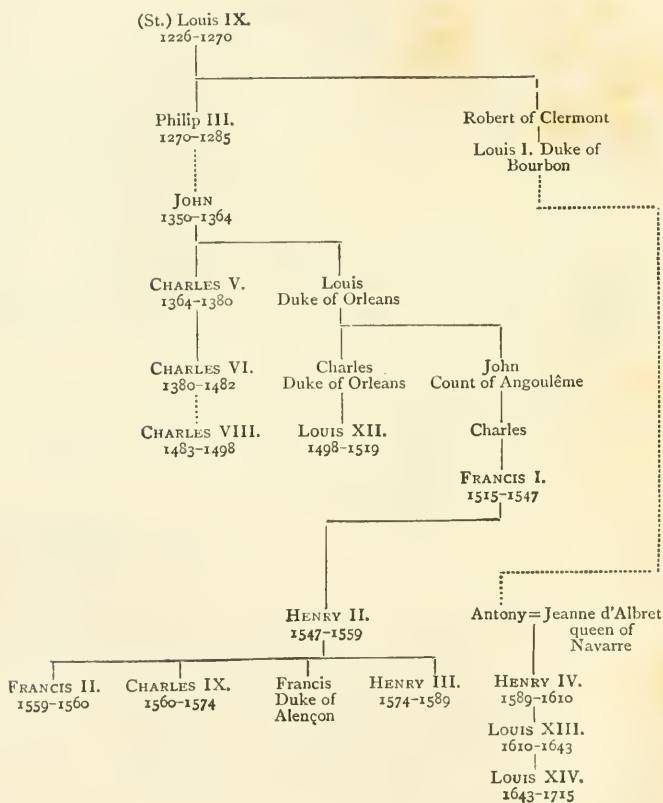 (St.) Louis IX.
1226-1270
Philip III.
1270-1285
Robert of Clermont
Louis I. Duke of
Bourbon
JOHN
1350-1364
CHARLES V.
1364-1380
Louis
Duke of Orleans
CHARLES VI.
1380-1482
Charles
Duke of Orleans
John
Count of Angoulême
CHARLES VIII.
1483-1498
LOUIS XII.
1498-1519
Charles
FRANCIS I.
1515-1547
HENRY II.
1547-1559
Antony=Jeanne d'Albret
queen of
Navarre
FRANCIS II.
1559-1560
CHARLES IX.
1560-1574
Francis
Duke of
Alençon
HENRY III.
1574-1589
HENRY IV.
1589-1610
LOUIS XIII.
1610-1643
LOUIS XIV.
1643-1715